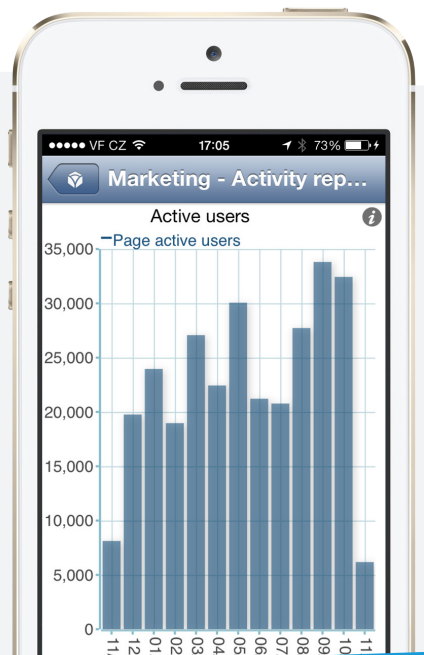 VF CZ 17:05 73%
Marketing - Activity rep...
Active users
Page active users
35,000
30,000
25,000
20,000
15,000
10,000
5,000
0
11. 12 01. 02 03. 04. 05 06. 07. 08. 09. 10. 11